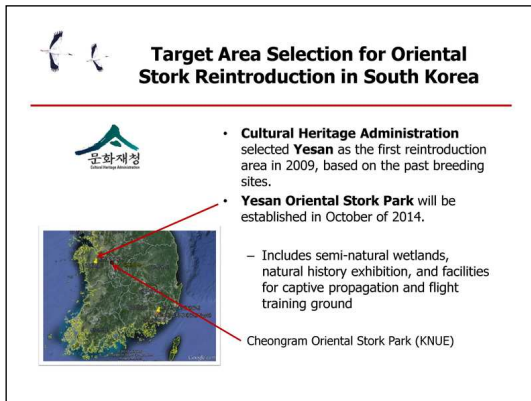 Target Area Selection for Oriental
Stork Reintroduction in South Korea
문화재청
Cultural Heritage Administration
• Cultural Heritage Administration
selected Yesan as the first reintroduction
area in 2009, based on the past breeding
sites.
• Yesan Oriental Stork Park will be
established in October of 2014.
– Includes semi-natural wetlands,
natural history exhibition, and facilities
for captive propagation and flight
training ground
Cheongram Oriental Stork Park (KNUE)